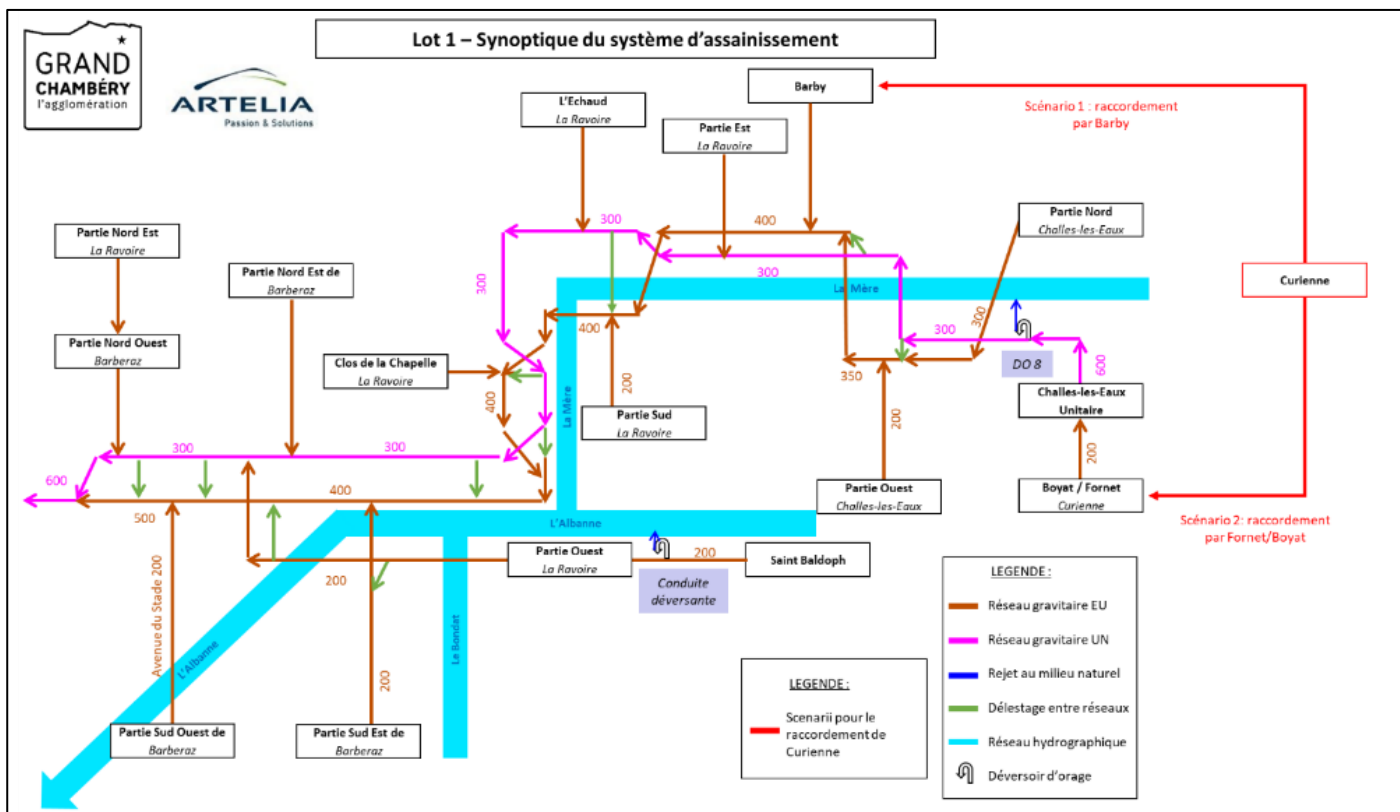 GRAND
CHAMBÉRY
l'agglomération
ARTELIA
Passion & Solutions
Lot 1 – Synoptique du système d'assainissement
Barby
Scénario 1 : raccordement
par Barby
L'Echaud
La Ravoire
Partie Est
La Ravoire
Partie Nord
Challes-les-Eaux
Partie Nord Est
La Ravoire
Partie Nord Est de
Barberaz
Partie Nord Ouest
Barberaz
Clos de la Chapelle
La Ravoire
300
400
300
300
La Mère
Curienne
300
300
400
350
DO 8
600
Challes-les-Eaux
Unitaire
400
La Mère
200
Partie Sud
La Ravoire
200
200
Boyat / Fornet
Curienne
Partie Ouest
Challes-les-Eaux
Scénario 2: raccordement
par Fornet/Boyat
300
300
600
400
500
L'Albanne
200
Partie Ouest
La Ravoire
200
Saint Baldoph
Conduite
déversante
Avenue du Stade 200
L'Albanne
Le Bondat
200
Partie Sud Ouest de
Barberaz
Partie Sud Est de
Barberaz
LEGENDE :
Scenarii pour le
raccordement de
Curienne
LEGENDE :
Réseau gravitaire EU
Réseau gravitaire UN
Rejet au milieu naturel
Délestage entre réseaux
Réseau hydrographique
Déversoir d'orage